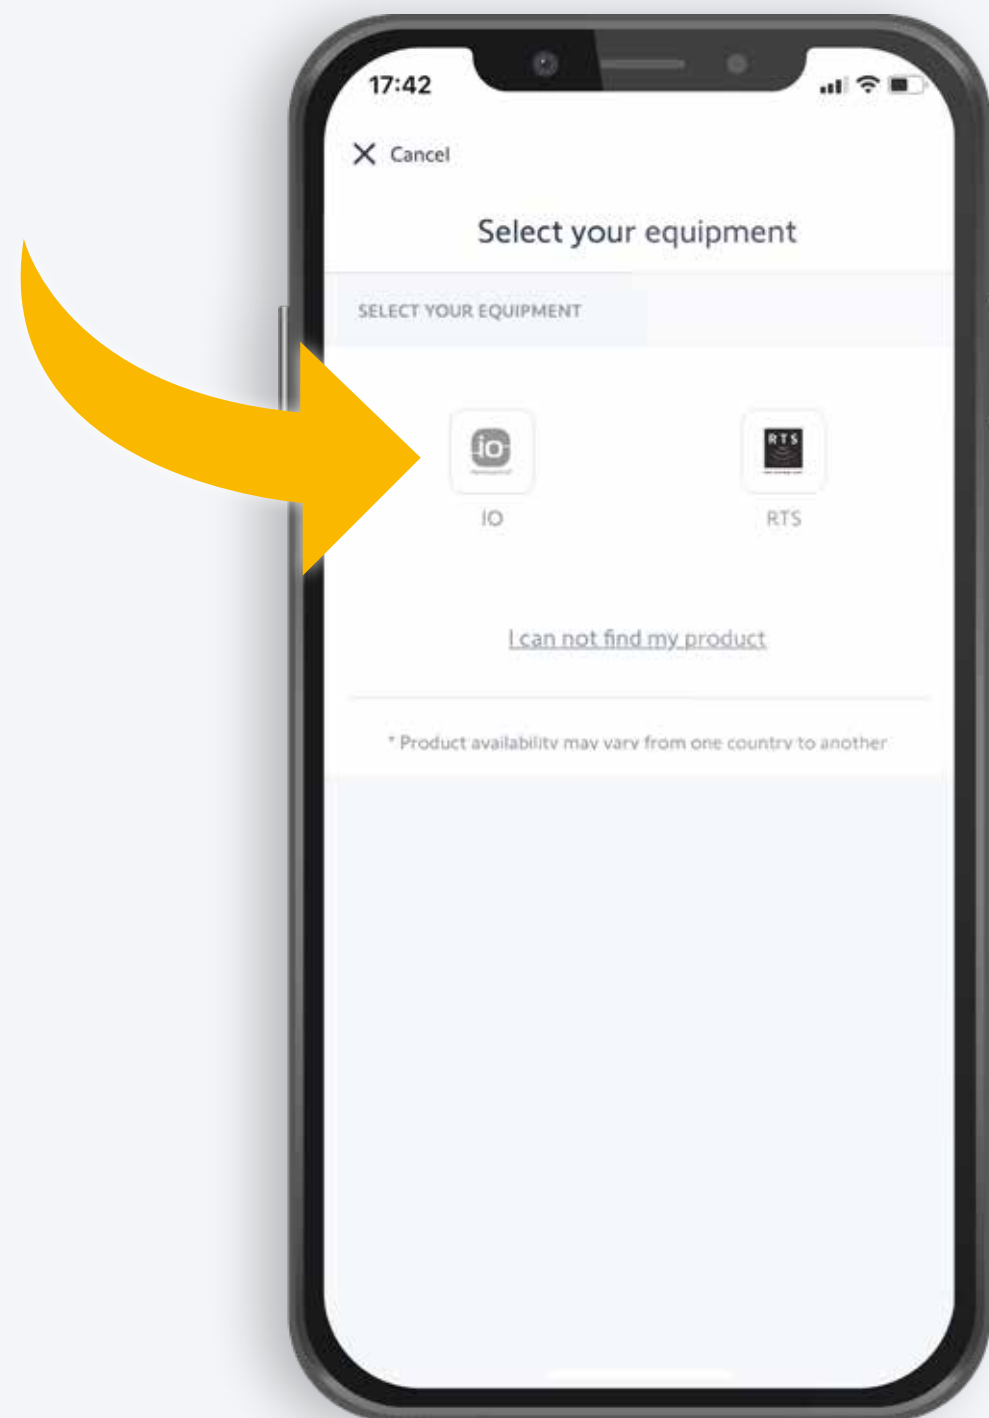 17:42
Cancel
Select your equipment
SELECT YOUR EQUIPMENT
io
RTS
IO
RTS
I can not find my product
* Product availability may vary from one country to another